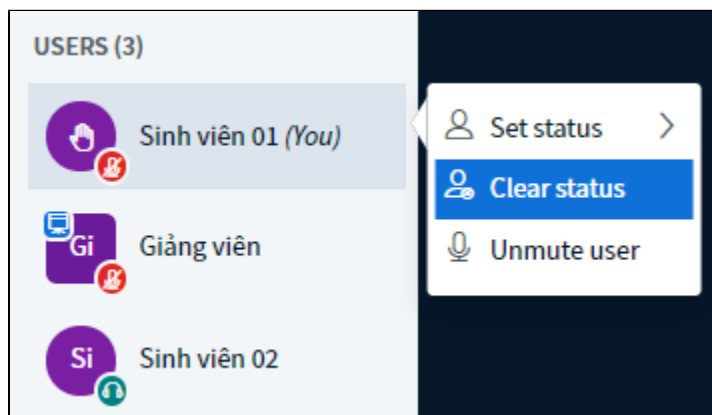 USERS (3)
Sinh viên 01 (You)
Set status
Clear status
Unmute user
Gi
Giảng viên
Si
Sinh viên 02